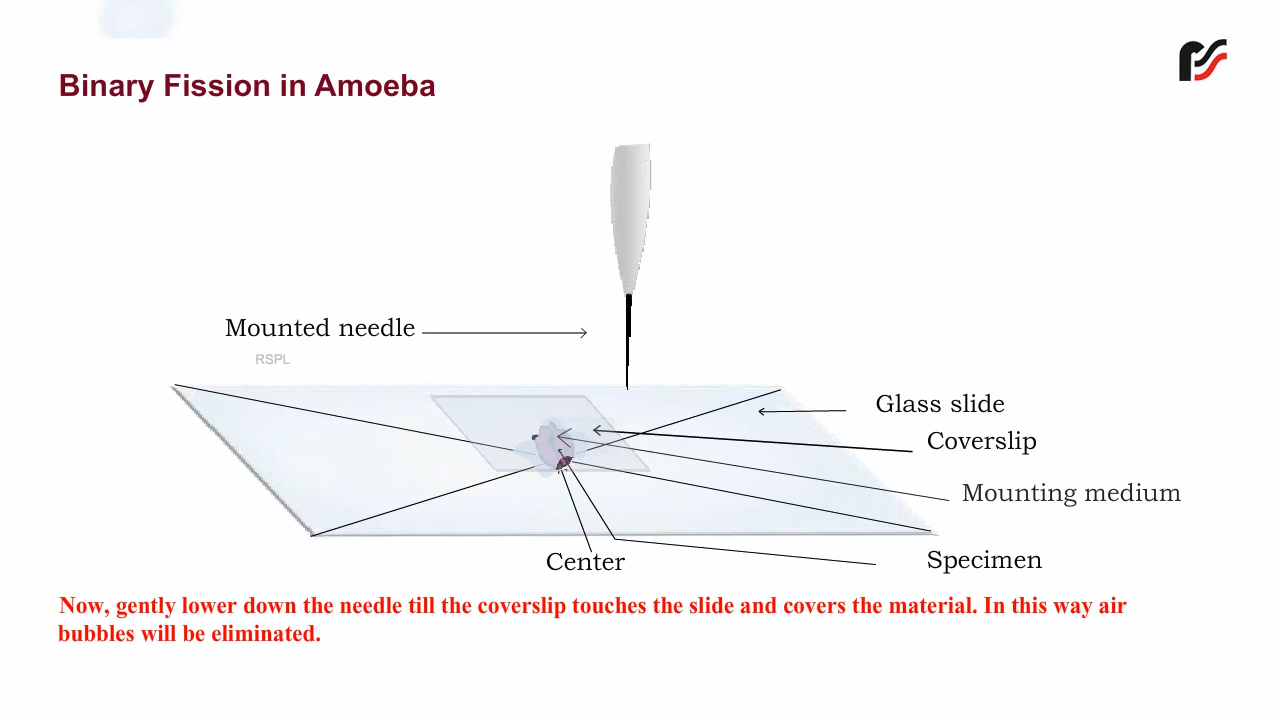 Binary Fission in Amoeba
Mounted needle
RSPL
Glass slide
Coverslip
Mounting medium
Center
Specimen
Now, gently lower down the needle till the coverslip touches the slide and covers the material. In this way air
bubbles will be eliminated.